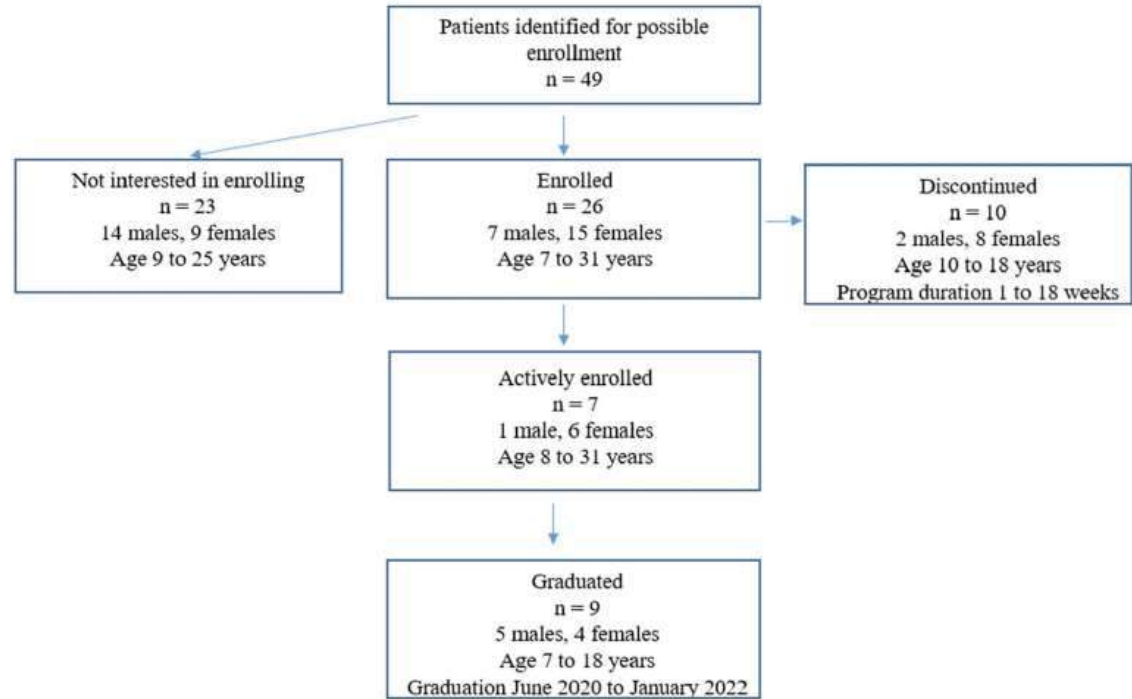 Patients identified for possible
enrollment
n = 49
Not interested in enrolling
n = 23
14 males, 9 females
Age 9 to 25 years
Enrolled
n = 26
7 males, 15 females
Age 7 to 31 years
Discontinued
n = 10
2 males, 8 females
Age 10 to 18 years
Program duration 1 to 18 weeks
Actively enrolled
n = 7
1 male, 6 females
Age 8 to 31 years
Graduated
n = 9
5 males, 4 females
Age 7 to 18 years
Graduation June 2020 to January 2022